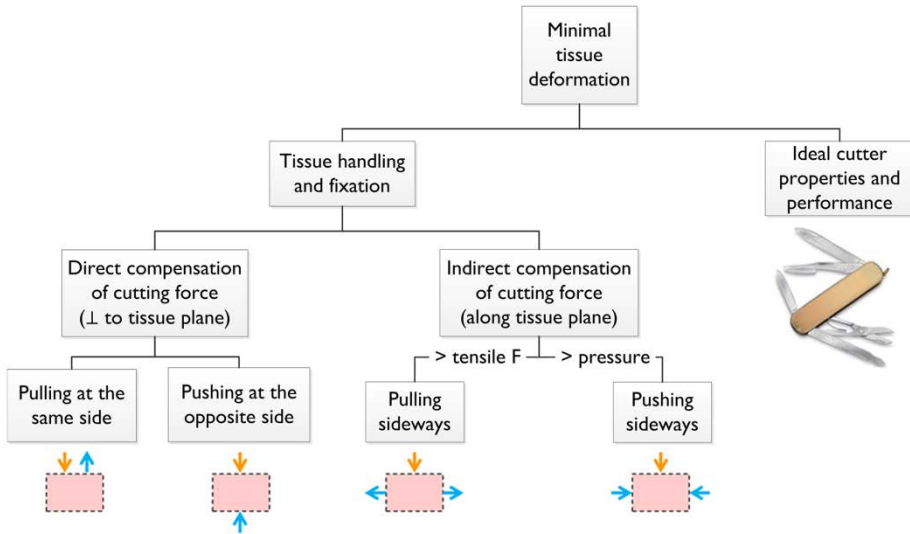 Minimal
tissue
deformation
Tissue handling
and fixation
Ideal cutter
properties and
performance
Direct compensation
of cutting force
(⊥ to tissue plane)
Indirect compensation
of cutting force
(along tissue plane)
> tensile F
> pressure
Pulling at the
same side
Pushing at the
opposite side
Pulling
sideways
Pushing
sideways